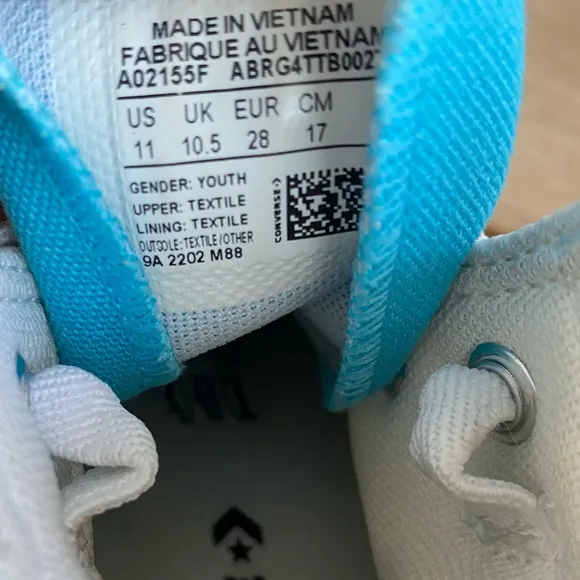 MADE IN VIETNAM
FABRIQUE AU VIETNAM
A02155F ABRG4TTB002
US UK EUR CM
11 10.5 28 17
GENDER: YOUTH
UPPER: TEXTILE
LINING: TEXTILE
OUTSOLE: TEXTILE/OTHER
9A 2202 M88
CONVERSE